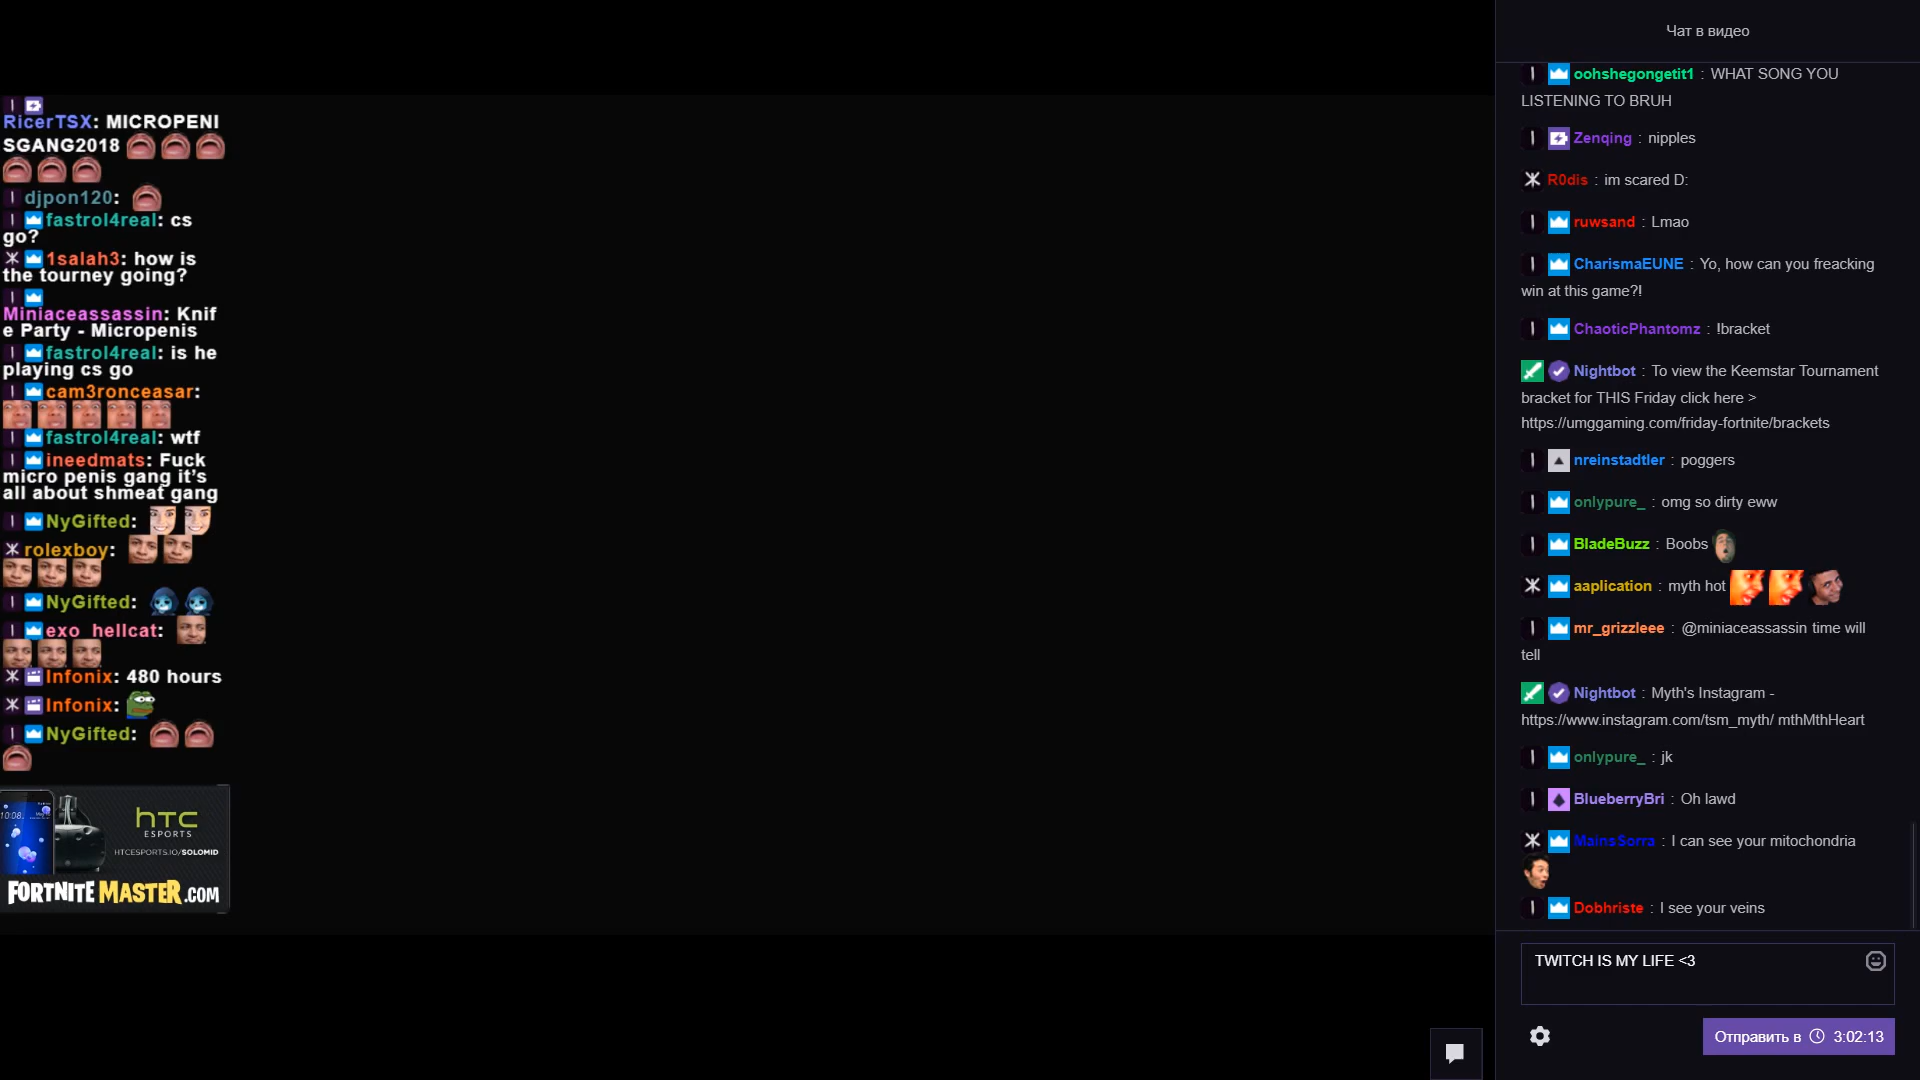 RicerTSX: MICROPENI
SGANG2018
djpon120:
fastrol4real: cs
go?
1salah3: how is
the tourney going?
Miniaceassassin: Knif
e Party - Micropenis
fastrol4real: is he
playing cs go
cam3ronceasar:
fastrol4real: wtf
ineedmats: Fuck
micro penis gang it's
all about shmeat gang
NyGifted:
rolexboy:
NyGifted:
exo_hellcat:
Infonix: 480 hours
Infonix:
NyGifted:
10:08
htc
ESPORTS
HTCESPORTS.IO/SOLOMID
FORTNITE MASTER.COM
Чат в видео
oohshegongetit1 : WHAT SONG YOU
LISTENING TO BRUH
Zenqing : nipples
R0dis : im scared D:
ruwsand : Lmao
CharismaEUNE : Yo, how can you freacking
win at this game?!
ChaoticPhantomz : !bracket
Nightbot : To view the Keemstar Tournament
bracket for THIS Friday click here >
https://umggaming.com/friday-fortnite/brackets
nreinstadtler : poggers
onlypure_ : omg so dirty eww
BladeBuzz : Boobs
aaplication : myth hot
mr_grizzleee : @miniaceassassin time will
tell
Nightbot : Myth's Instagram -
https://www.instagram.com/tsm_myth/ mthMthHeart
onlypure_ : jk
BlueberryBri : Oh lawd
MainsSorra : I can see your mitochondria
Dobhriste : I see your veins
TWITCH IS MY LIFE <3
Отправить в 3:02:13